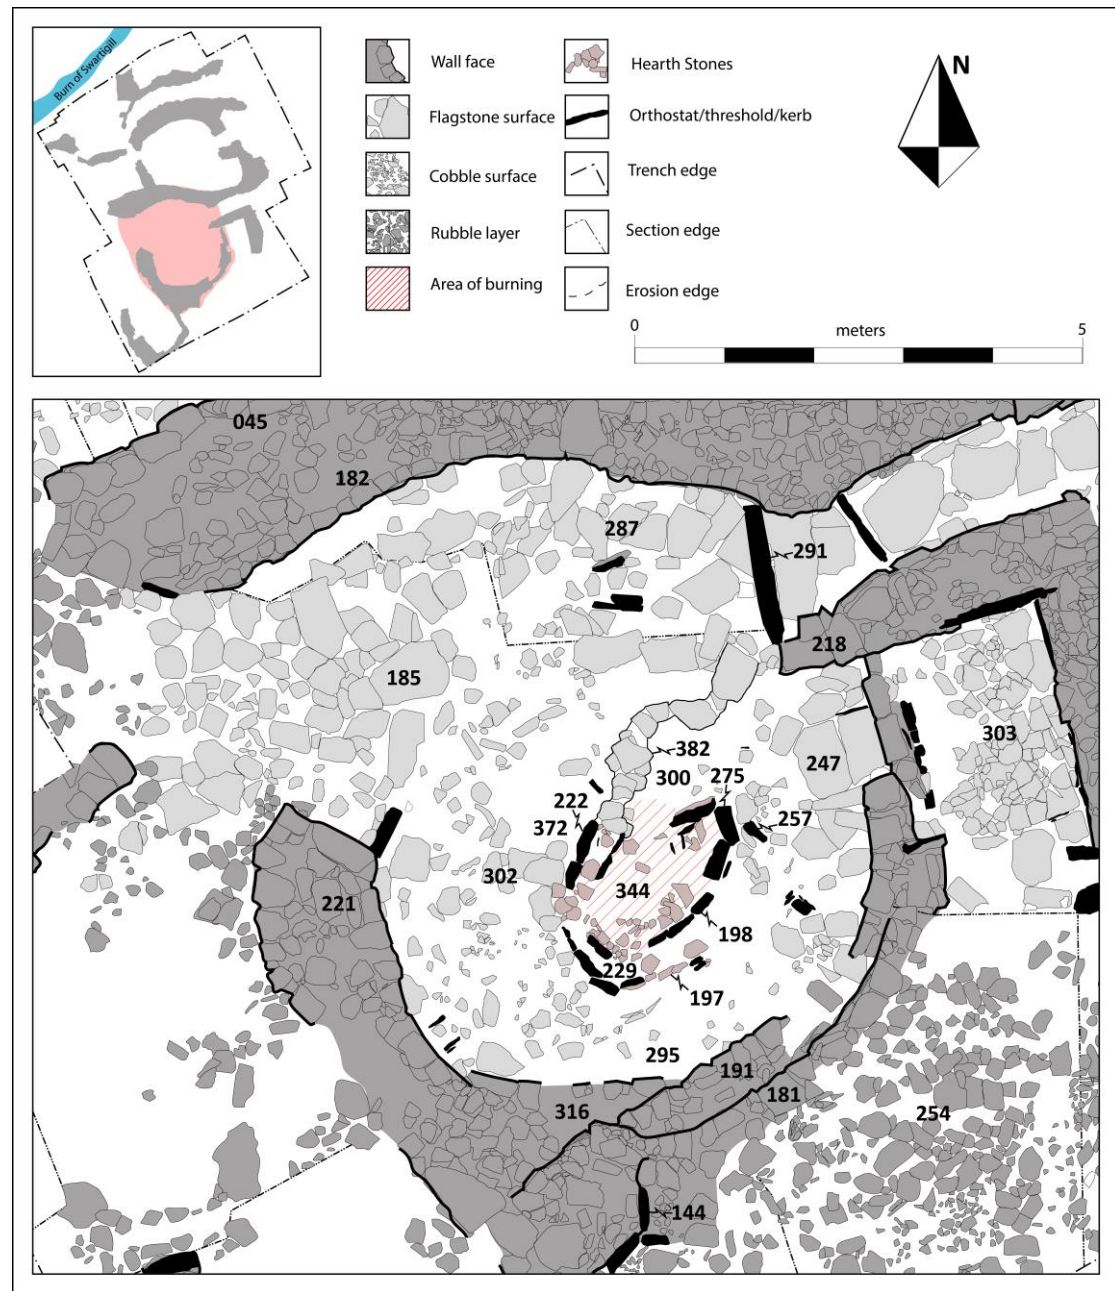 Burn of Swartigill
Wall face
Flagstone surface
Cobble surface
Rubble layer
Area of burning
Hearth Stones
Orthostat/threshold/kerb
Trench edge
Section edge
Erosion edge
N
0 meters 5
045
182
287
291
218
185
303
382
247
300
275
222
372
257
302
344
221
198
229
197
295
191
181
316
254
144